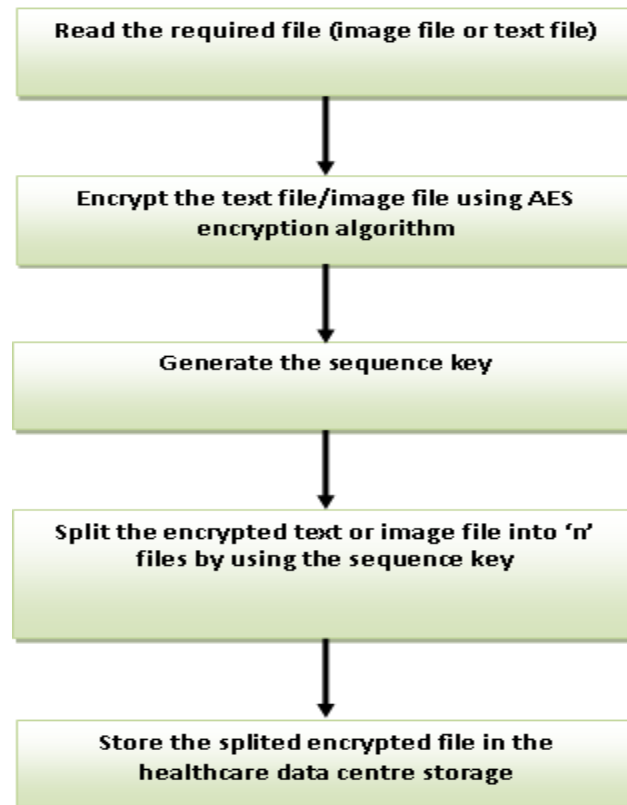 Read the required file (image file or text file)
Encrypt the text file/image file using AES
encryption algorithm
Generate the sequence key
Split the encrypted text or image file into ‘n’
files by using the sequence key
Store the splited encrypted file in the
healthcare data centre storage